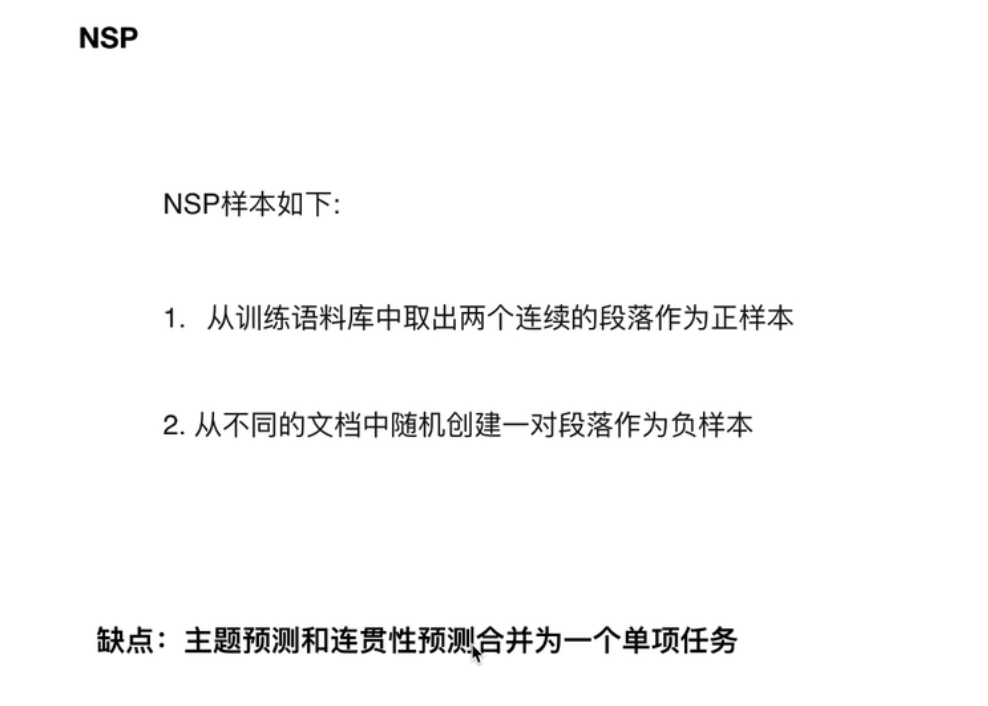 NSP
NSP样本如下:
1. 从训练语料库中取出两个连续的段落作为正样本
2. 从不同的文档中随机创建一对段落作为负样本
缺点：主题预测和连贯性预测合并为一个单项任务